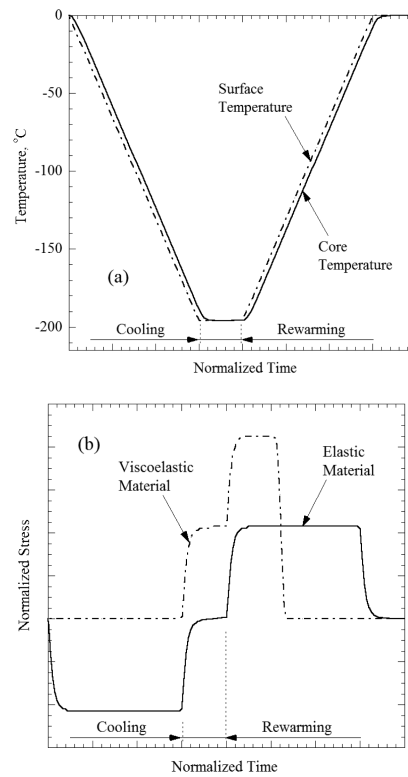 0
-50
-100
-150
-200
Temperature, °C
Surface
Temperature
Core
Temperature
(a)
Cooling
Rewarming
Normalized Time
(b)
Viscoelastic
Material
Elastic
Material
Normalized Stress
Cooling
Rewarming
Normalized Time